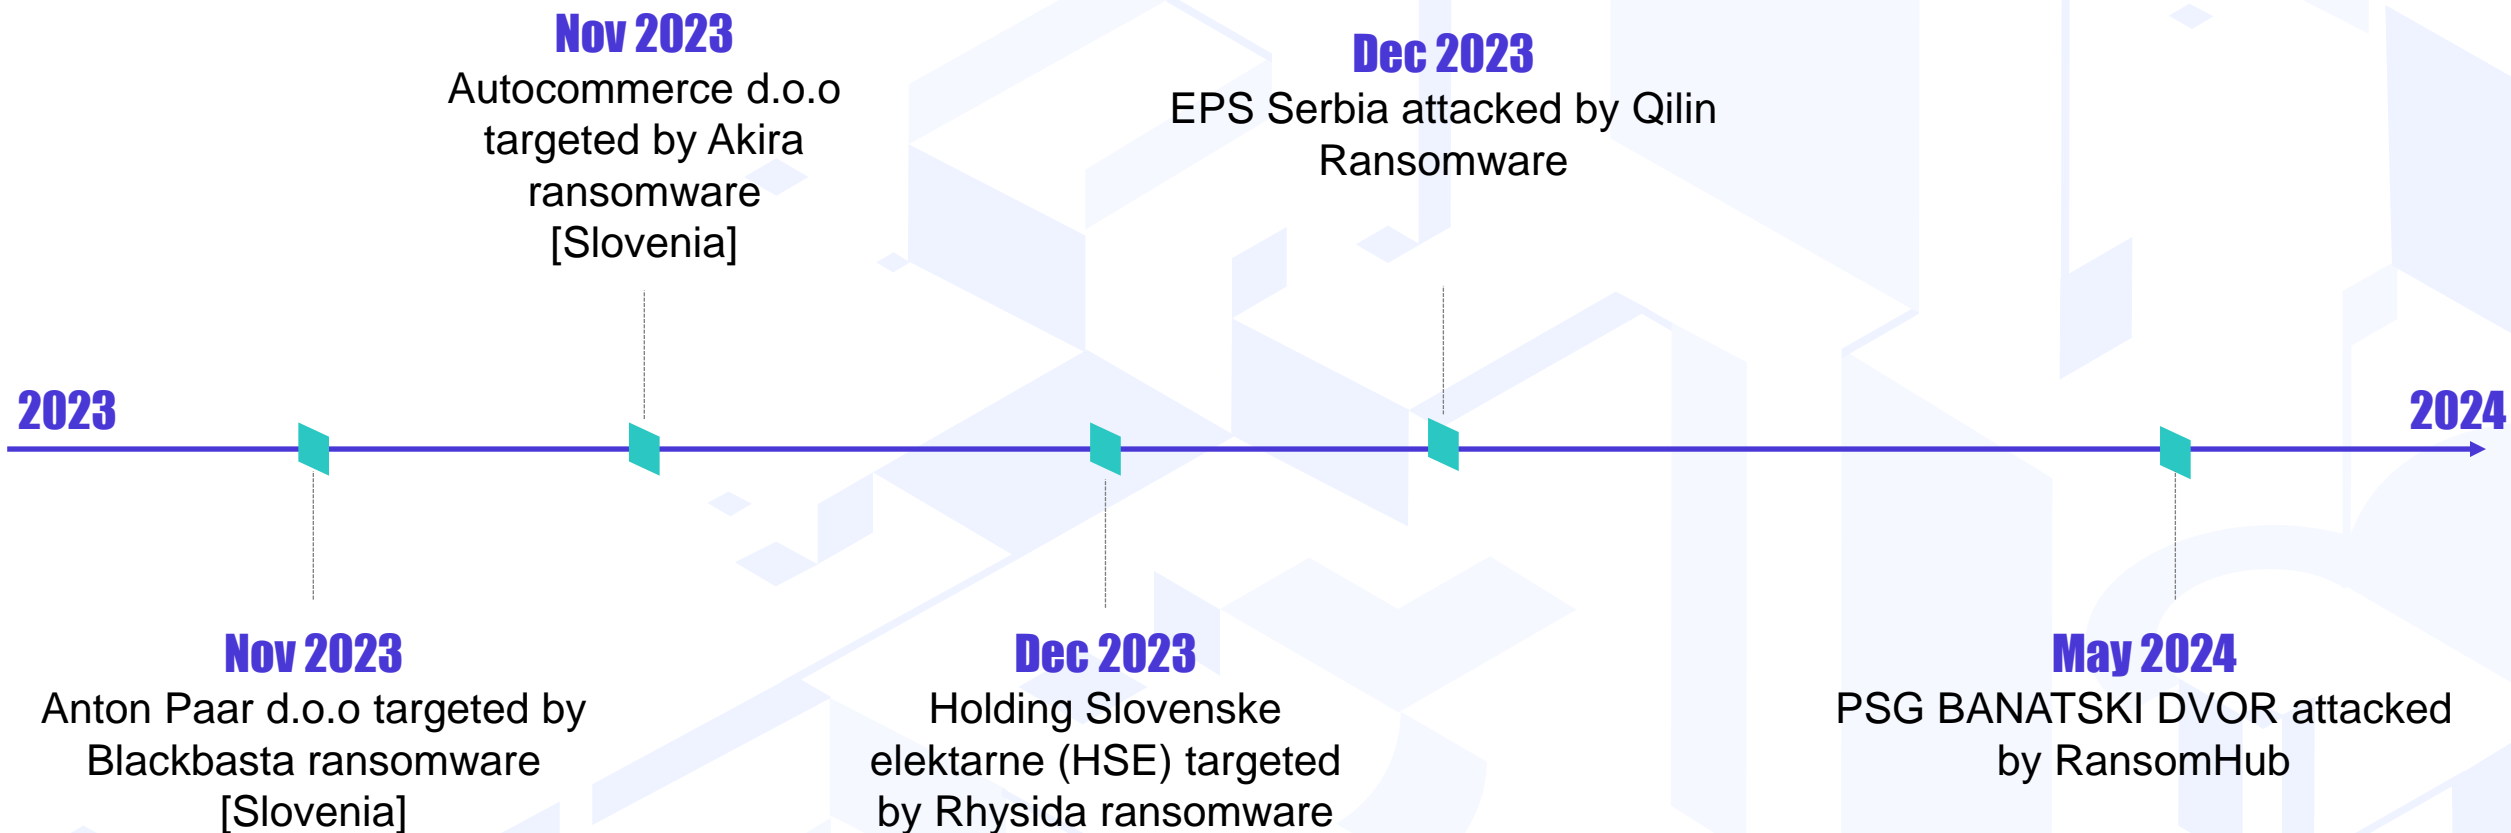 Nov 2023
Autocommerce d.o.o
targeted by Akira
ransomware
[Slovenia]
Dec 2023
EPS Serbia attacked by Qilin
Ransomware
2023
2024
Nov 2023
Anton Paar d.o.o targeted by
Blackbasta ransomware
[Slovenia]
Dec 2023
Holding Slovenske
elektarne (HSE) targeted
by Rhysida ransomware
May 2024
PSG BANATSKI DVOR attacked
by RansomHub